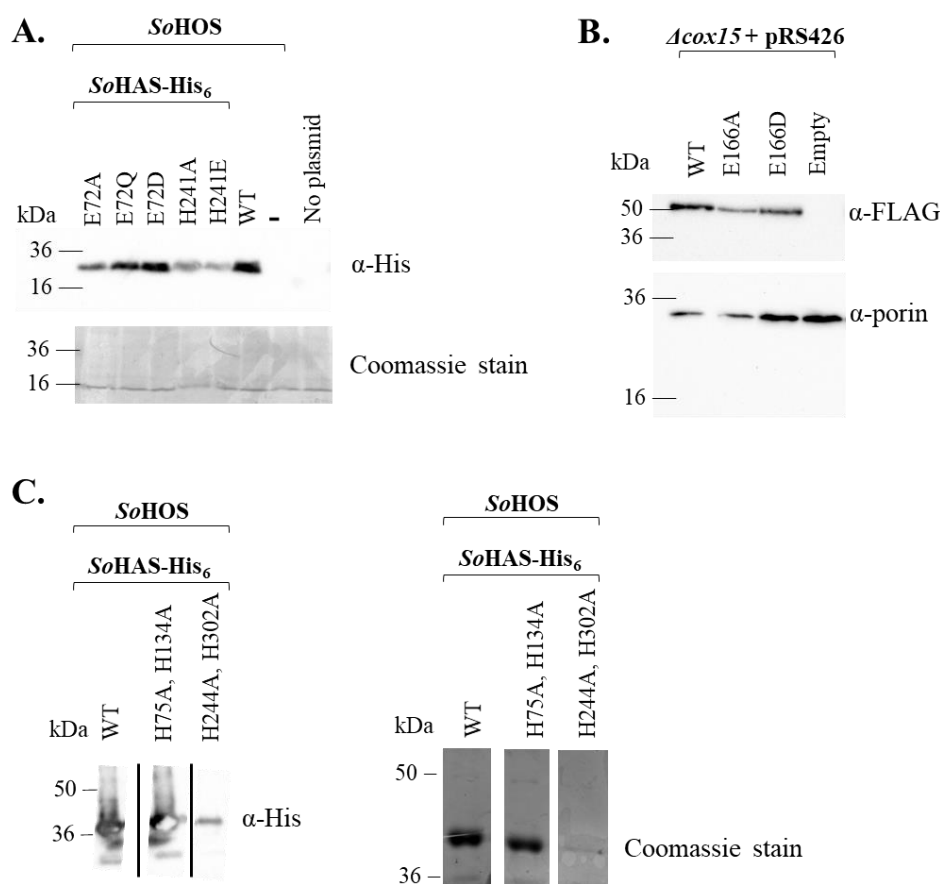 A.
SoHOS
SoHAS-His₆
kDa
E72A
E72Q
E72D
H241A
H241E
WT
-
No plasmid
36
16
α-His
36
16
Coomassie stain
B.
Δcox15 + pRS426
kDa
WT
E166A
E166D
Empty
50
36
α-FLAG
36
16
α-porin
C.
SoHOS
SoHAS-His₆
kDa
WT
H75A, H134A
H244A, H302A
50
36
α-His
SoHOS
SoHAS-His₆
kDa
WT
H75A, H134A
H244A, H302A
50
36
Coomassie stain